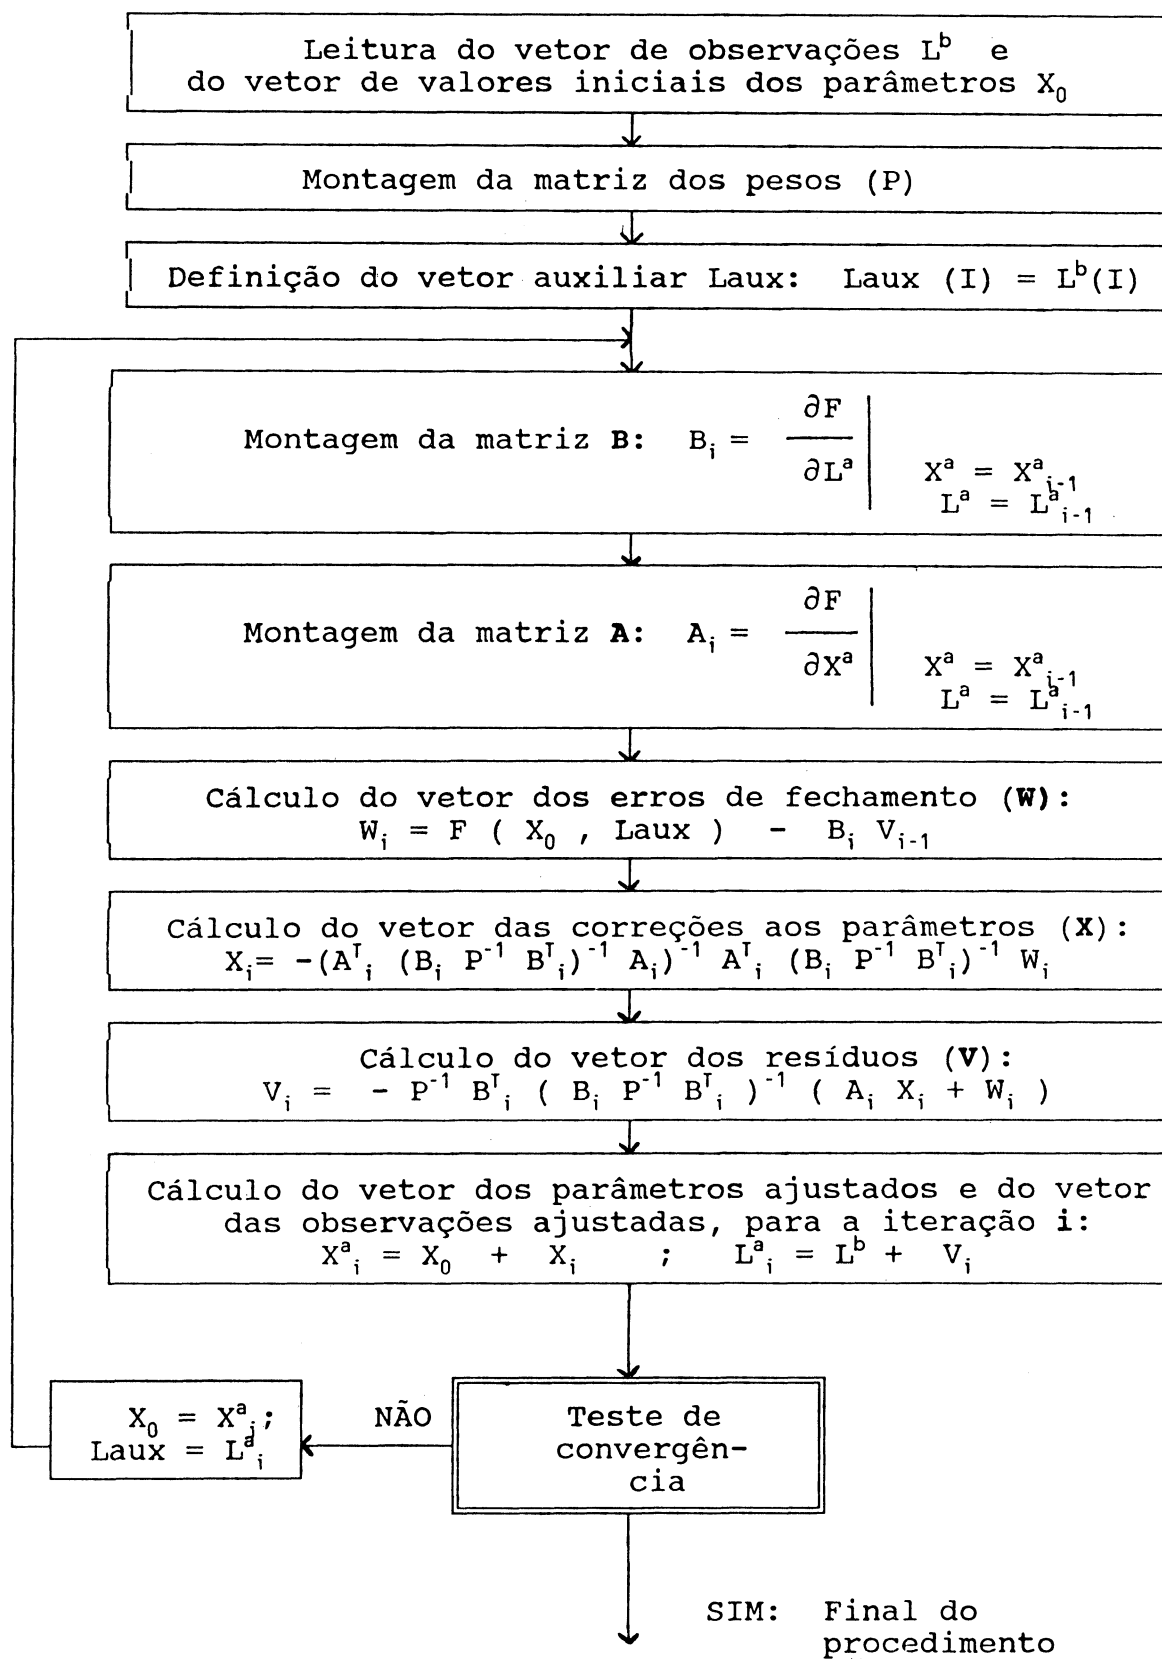 Leitura do vetor de observações L^b e
do vetor de valores iniciais dos parâmetros X_0
Montagem da matriz dos pesos (P)
Definição do vetor auxiliar Laux: Laux (I) = L^b(I)
Montagem da matriz B: B_i = ∂F / ∂L^a | X^a = X^a_{i-1}
L^a = L^a_{i-1}
Montagem da matriz A: A_i = ∂F / ∂X^a | X^a = X^a_{i-1}
L^a = L^a_{i-1}
Cálculo do vetor dos erros de fechamento (W):
W_i = F ( X_0 , Laux ) - B_i V_{i-1}
Cálculo do vetor das correções aos parâmetros (X):
X_i= -(A^T_i (B_i P^-1 B^T_i)^-1 A_i)^-1 A^T_i (B_i P^-1 B^T_i)^-1 W_i
Cálculo do vetor dos resíduos (V):
V_i = - P^-1 B^T_i ( B_i P^-1 B^T_i )^-1 ( A_i X_i + W_i )
Cálculo do vetor dos parâmetros ajustados e do vetor
das observações ajustadas, para a iteração i:
X^a_i = X_0 + X_i ; L^a_i = L^b + V_i
X_0 = X^a_i;
Laux = L^a_i
NÃO
Teste de
convergên-
cia
SIM: Final do
procedimento